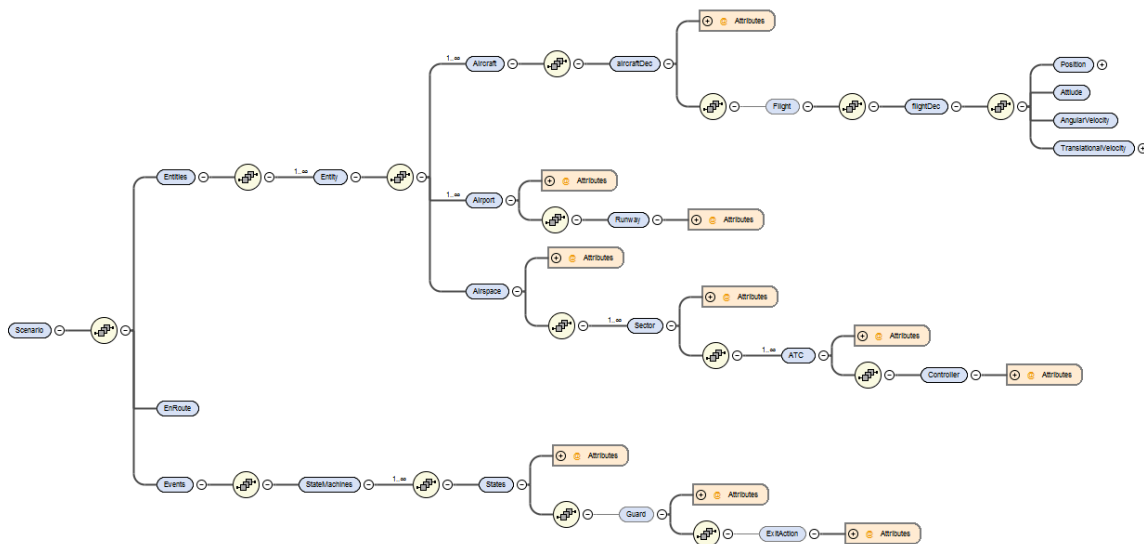 Attributes
1..∞
Aircraft
aircraftDec
Flight
flightDec
Position
Attiude
AngularVelocity
TranslationalVelocity
Entities
1..∞
Entity
1..∞
Airport
Attributes
Runway
Attributes
Airspace
Attributes
1..∞
Sector
Attributes
1..∞
ATC
Attributes
Controller
Attributes
Scenario
EnRoute
Events
StateMachines
1..∞
States
Attributes
Guard
Attributes
ExitAction
Attributes